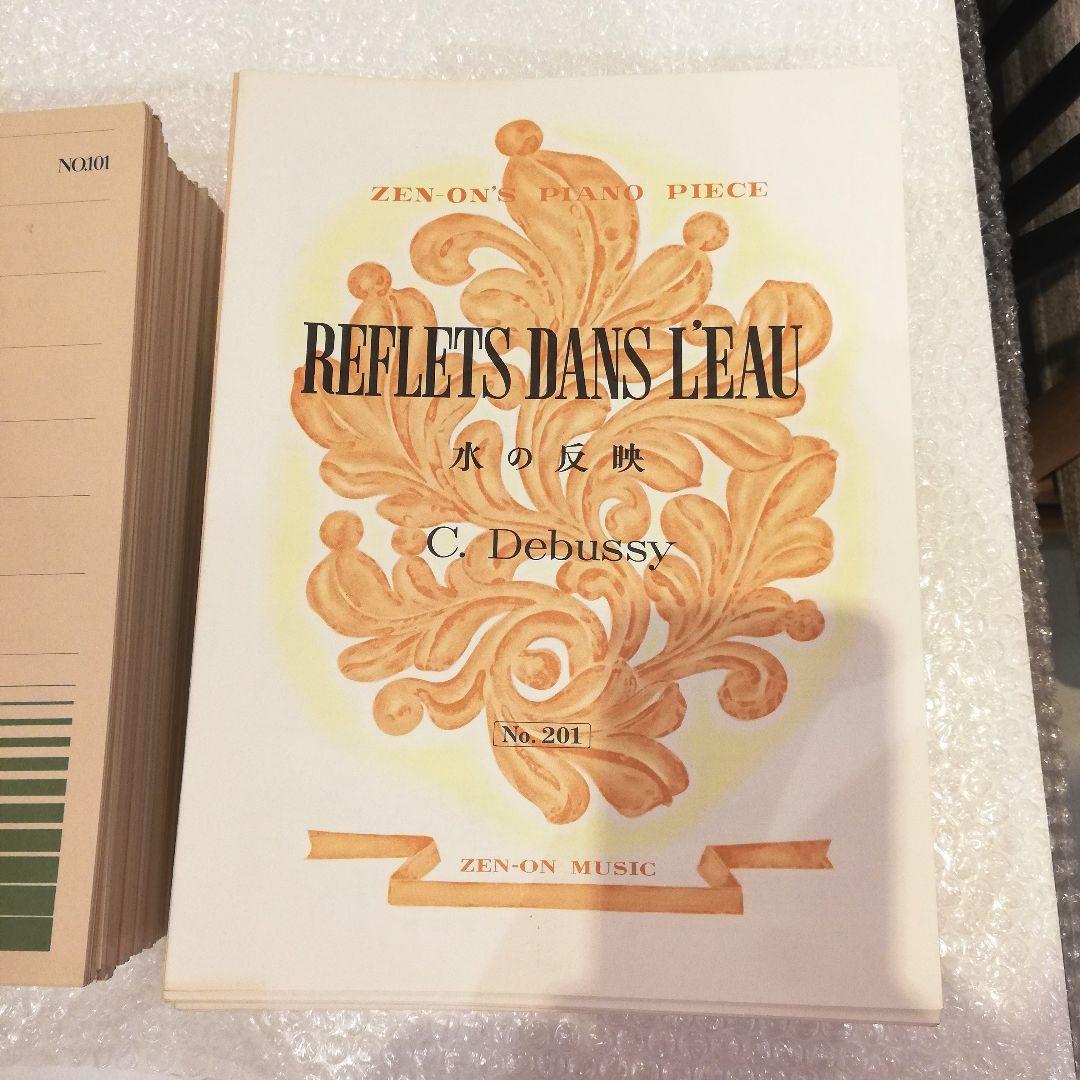 NO.101
ZEN-ON'S PIANO PIECE
REFLETS DANS L'EAU
水の反映
C. Debussy
No. 201
ZEN-ON MUSIC